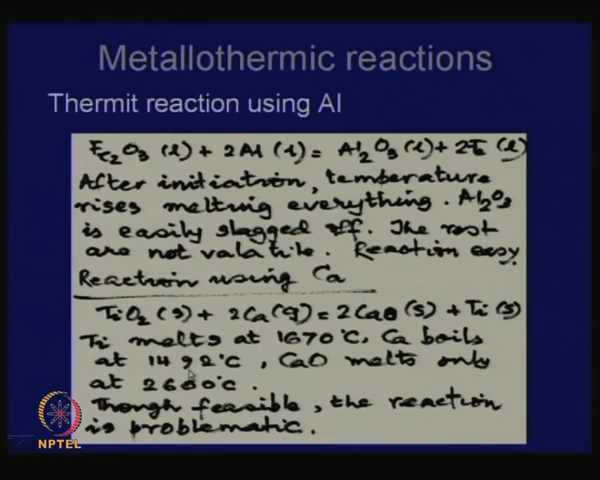 Metallothermic reactions
Thermit reaction using Al
Fe2O3 (l) + 2Al (l) = Al2O3 (l) + 2Fe (l)
After initiation, temperature
rises melting everything. Al2O3
is easily slagged off. The rest
are not valatile. Reaction easy
Reaction using Ca
TiO2 (s) + 2Ca (g) = 2CaO (s) + Ti (s)
Ti melts at 1670°C, Ca boils
at 1492°C, CaO melts only
at 2600°C.
Though feasible, the reaction
is problematic.
NPTEL